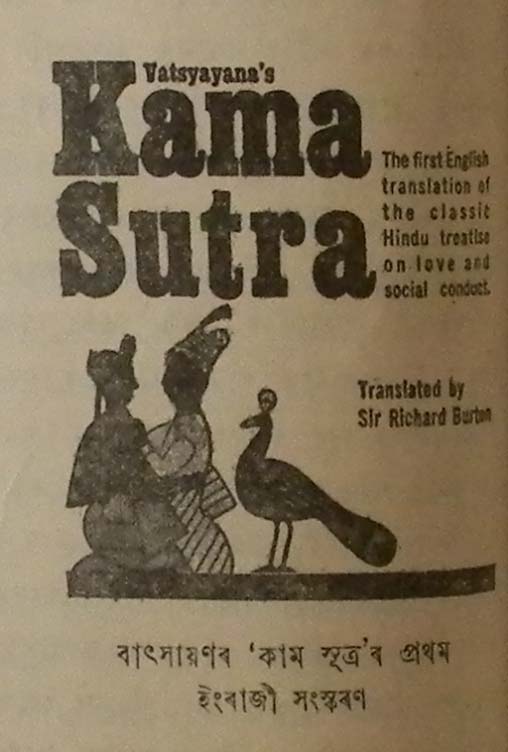 Vatsyayana's
Kama
Sutra
The first English
translation of
the classic
Hindu treatise
on love and
social conduct.
Translated by
Sir Richard Burton
বাৎসায়ণৰ ‘কাম সূত্ৰ’ৰ প্ৰথম
ইংৰাজী সংস্কৰণ